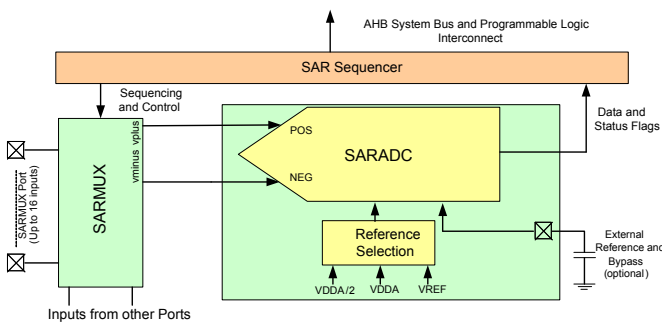 AHB System Bus and Programmable Logic
Interconnect
SAR Sequencer
Sequencing
and Control
Data and
Status Flags
vminus vplus
POS
NEG
SARADC
SARMUX
SARMUX Port
(Up to 16 inputs)
Reference
Selection
External
Reference and
Bypass
(optional)
VDDA/2
VDDA
VREF
Inputs from other Ports